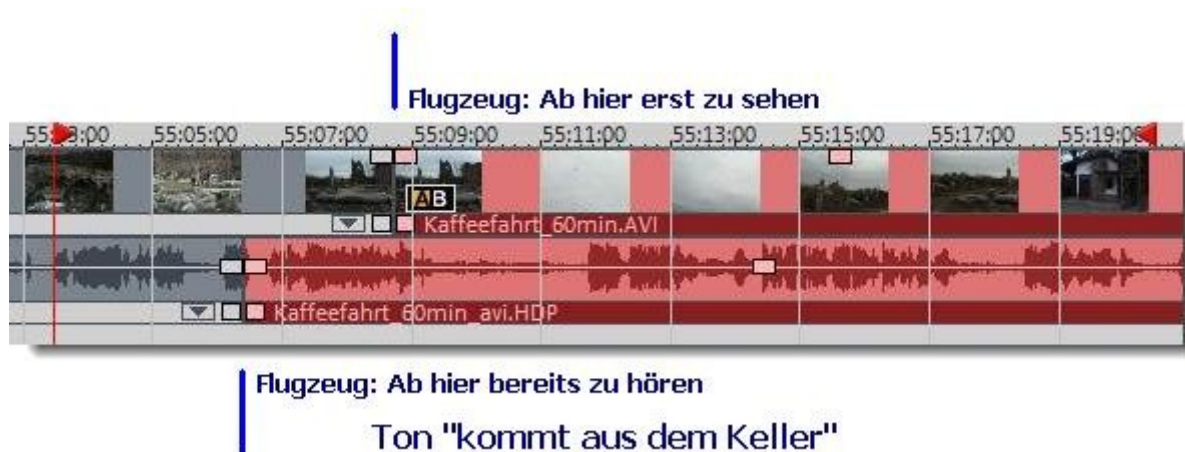 Flugzeug: Ab hier erst zu sehen
55:05:00 55:07:00 55:09:00 55:11:00 55:13:00 55:15:00 55:17:00
AB
Kaffeefahrt_60min.AVI
Kaffeefahrt_60min_avi.HDP
Flugzeug: Ab hier bereits zu hören
Ton "kommt aus dem Keller"